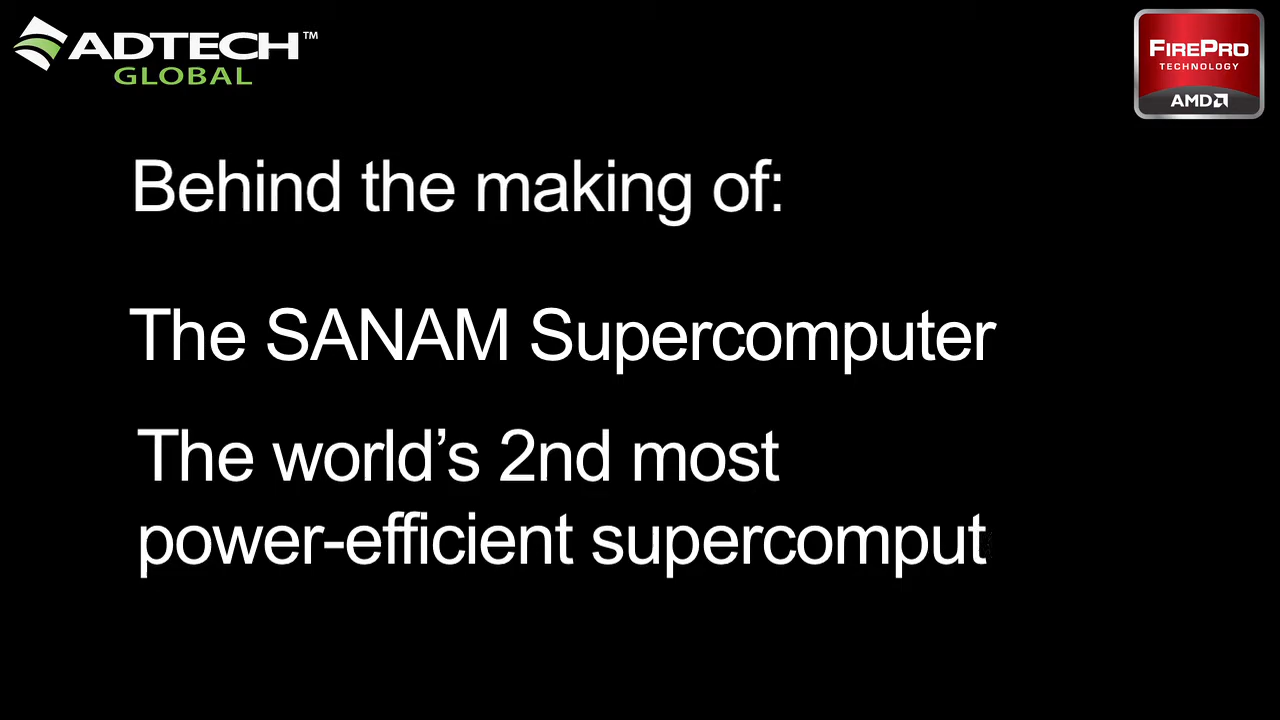 ADTECH™
GLOBAL
FIREPRO
TECHNOLOGY
AMD
Behind the making of:
The SANAM Supercomputer
The world’s 2nd most
power-efficient supercomput